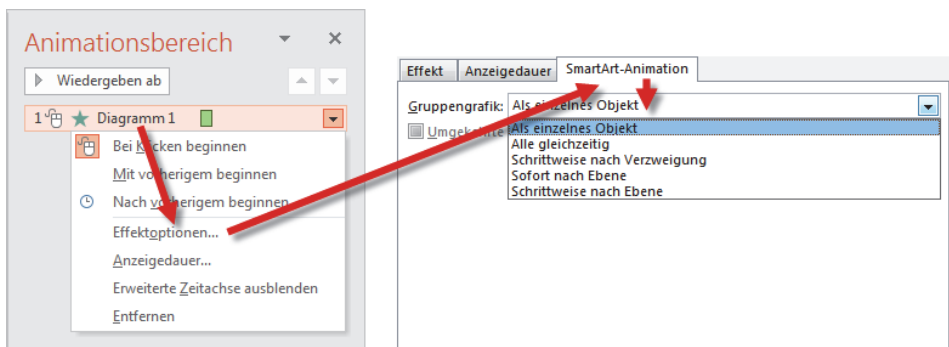 Animationsbereich
Wiedergeben ab
1 Diagramm 1
Bei Klicken beginnen
Mit vorherigem beginnen
Nach vorherigem beginnen
Effektoptionen...
Anzeigedauer...
Erweiterte Zeitachse ausblenden
Entfernen
Effekt Anzeigedauer SmartArt-Animation
Gruppengrafik: Als einzelnes Objekt
Umgekehrte
Als einzelnes Objekt
Alle gleichzeitig
Schrittweise nach Verzweigung
Sofort nach Ebene
Schrittweise nach Ebene